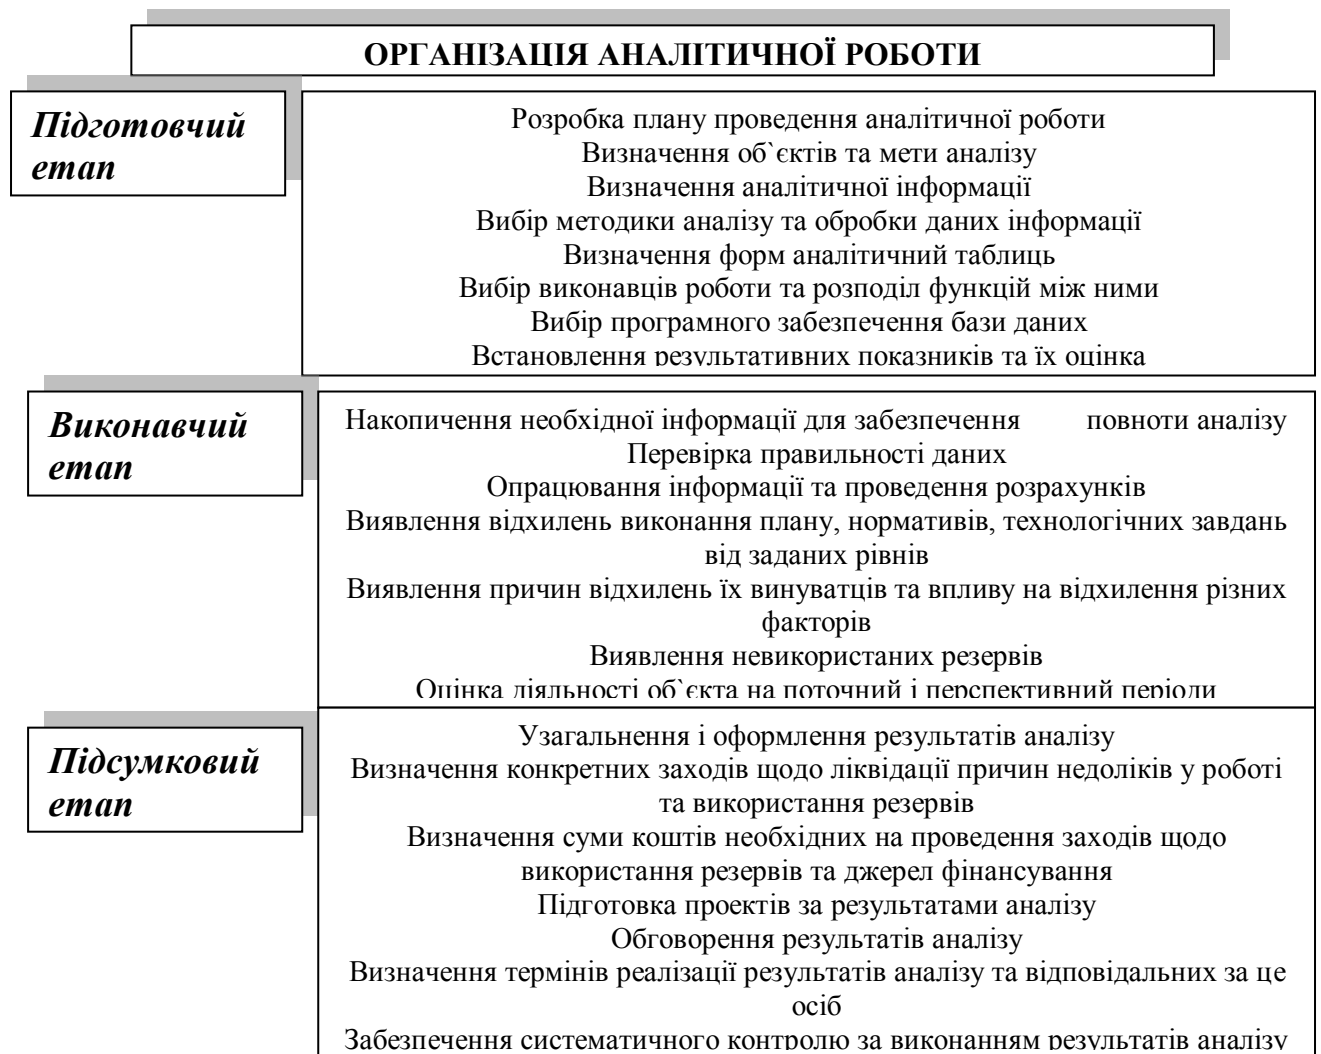 ОРГАНІЗАЦІЯ АНАЛІТИЧНОЇ РОБОТИ
Підготовчий
етап
Розробка плану проведення аналітичної роботи
Визначення об`єктів та мети аналізу
Визначення аналітичної інформації
Вибір методики аналізу та обробки даних інформації
Визначення форм аналітичний таблиць
Вибір виконавців роботи та розподіл функцій між ними
Вибір програмного забезпечення бази даних
Встановлення результативних показників та їх оцінка
Виконавчий
етап
Накопичення необхідної інформації для забезпечення повноти аналізу
Перевірка правильності даних
Опрацювання інформації та проведення розрахунків
Виявлення відхилень виконання плану, нормативів, технологічних завдань
від заданих рівнів
Виявлення причин відхилень їх винуватців та впливу на відхилення різних
факторів
Виявлення невикористаних резервів
Оцінка діяльності об`єкта на поточний і перспективний періоди
Підсумковий
етап
Узагальнення і оформлення результатів аналізу
Визначення конкретних заходів щодо ліквідації причин недоліків у роботі
та використання резервів
Визначення суми коштів необхідних на проведення заходів щодо
використання резервів та джерел фінансування
Підготовка проектів за результатами аналізу
Обговорення результатів аналізу
Визначення термінів реалізації результатів аналізу та відповідальних за це
осіб
Забезпечення систематичного контролю за виконанням результатів аналізу